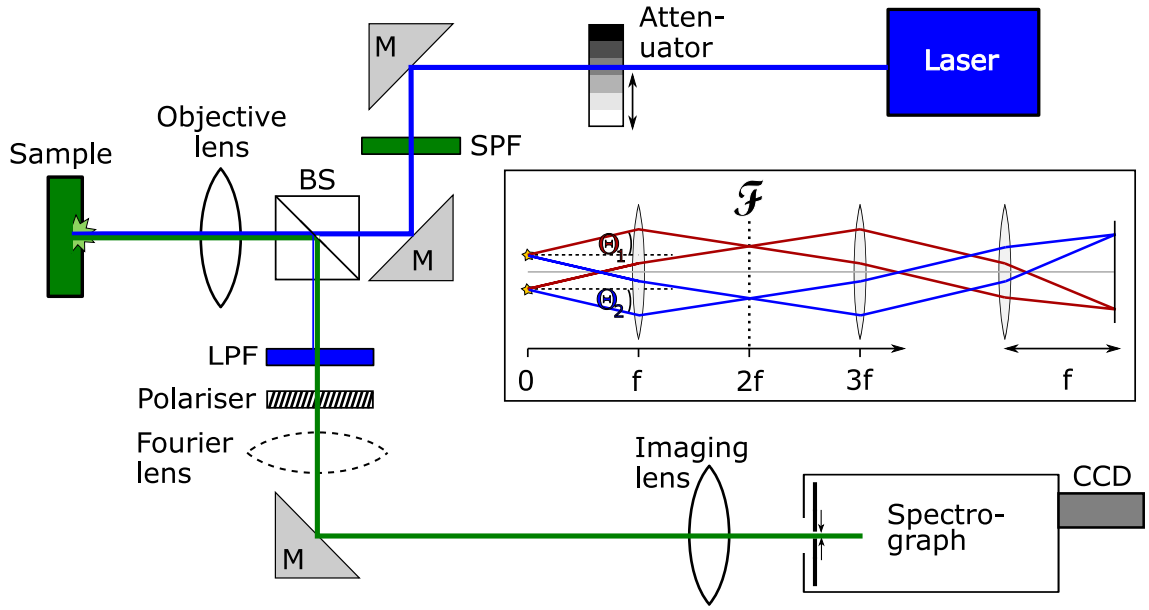 M
Atten-
uator
Laser
Objective
lens
SPF
Sample
BS
M
ℱ
Θ1
Θ2
0
f
2f
3f
f
LPF
Polariser
Fourier
lens
Imaging
lens
CCD
Spectro-
graph
M